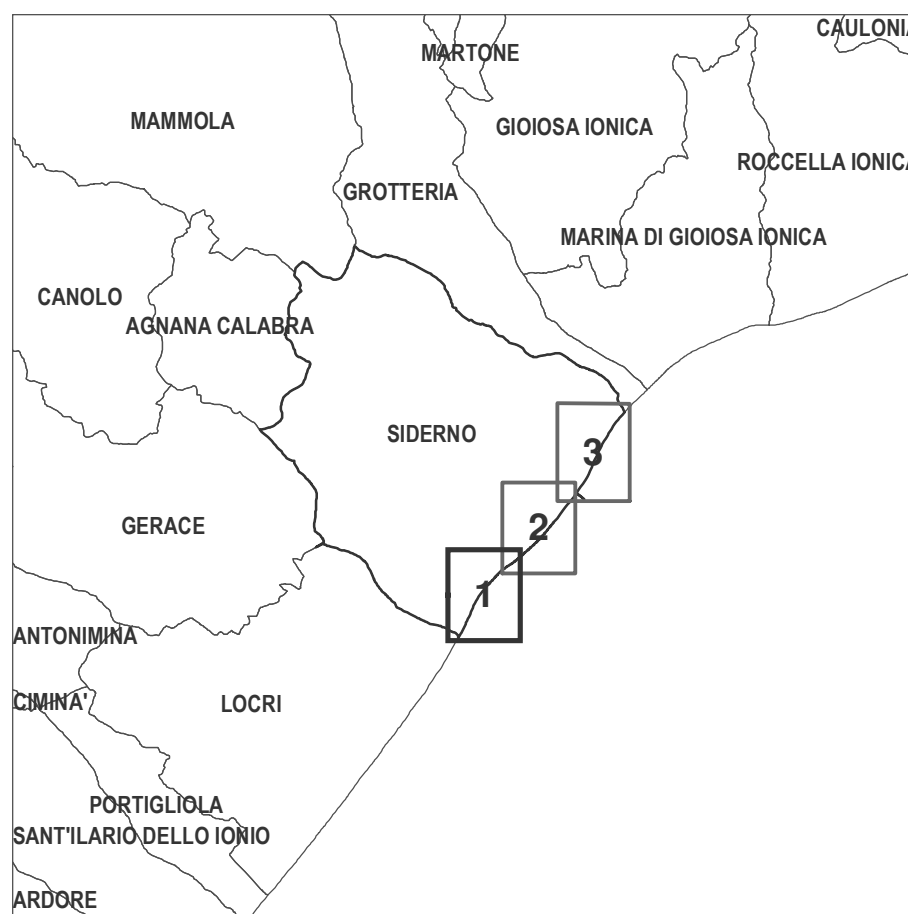 CAULONIA
MARTONE
MAMMOLA
GIOIOSA IONICA
ROCCELLA IONICA
GROTTERIA
MARINA DI GIOIOSA IONICA
CANOLO
AGNANA CALABRA
SIDERNO
3
GERACE
2
1
ANTONIMINA
CIMINA'
LOCRI
PORTIGLIOLA
SANT'ILARIO DELLO IONIO
ARDORE